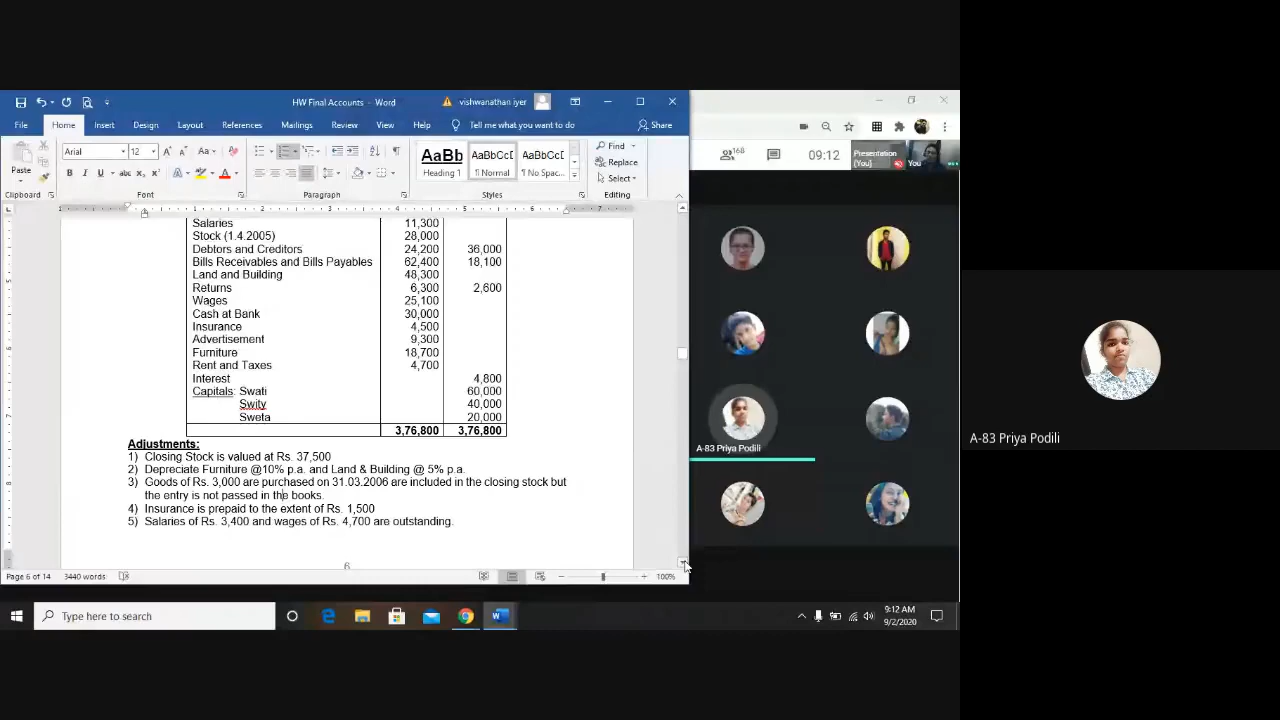 HW Final Accounts - Word
vishwanathan iyer
File Home Insert Design Layout References Mailings Review View Help Tell me what you want to do Share
Paste
Arial 12
AaBb AaBbCcD AaBbCcD
Heading 1 ¶ Normal ¶ No Spac...
Find
Replace
Select
Clipboard Font Paragraph Styles Editing
Salaries 11,300
Stock (1.4.2005) 28,000
Debtors and Creditors 24,200 36,000
Bills Receivables and Bills Payables 62,400 18,100
Land and Building 48,300
Returns 6,300 2,600
Wages 25,100
Cash at Bank 30,000
Insurance 4,500
Advertisement 9,300
Furniture 18,700
Rent and Taxes 4,700
Interest 4,800
Capitals: Swati 60,000
Swity 40,000
Sweta 20,000
3,76,800 3,76,800
Adjustments:
1) Closing Stock is valued at Rs. 37,500
2) Depreciate Furniture @10% p.a. and Land & Building @ 5% p.a.
3) Goods of Rs. 3,000 are purchased on 31.03.2006 are included in the closing stock but
the entry is not passed in the books.
4) Insurance is prepaid to the extent of Rs. 1,500
5) Salaries of Rs. 3,400 and wages of Rs. 4,700 are outstanding.
6
Page 6 of 14 3440 words 100%
168 09:12 Presentation (You) You
A-83 Priya Podili
A-83 Priya Podili
Type here to search
9:12 AM
9/2/2020